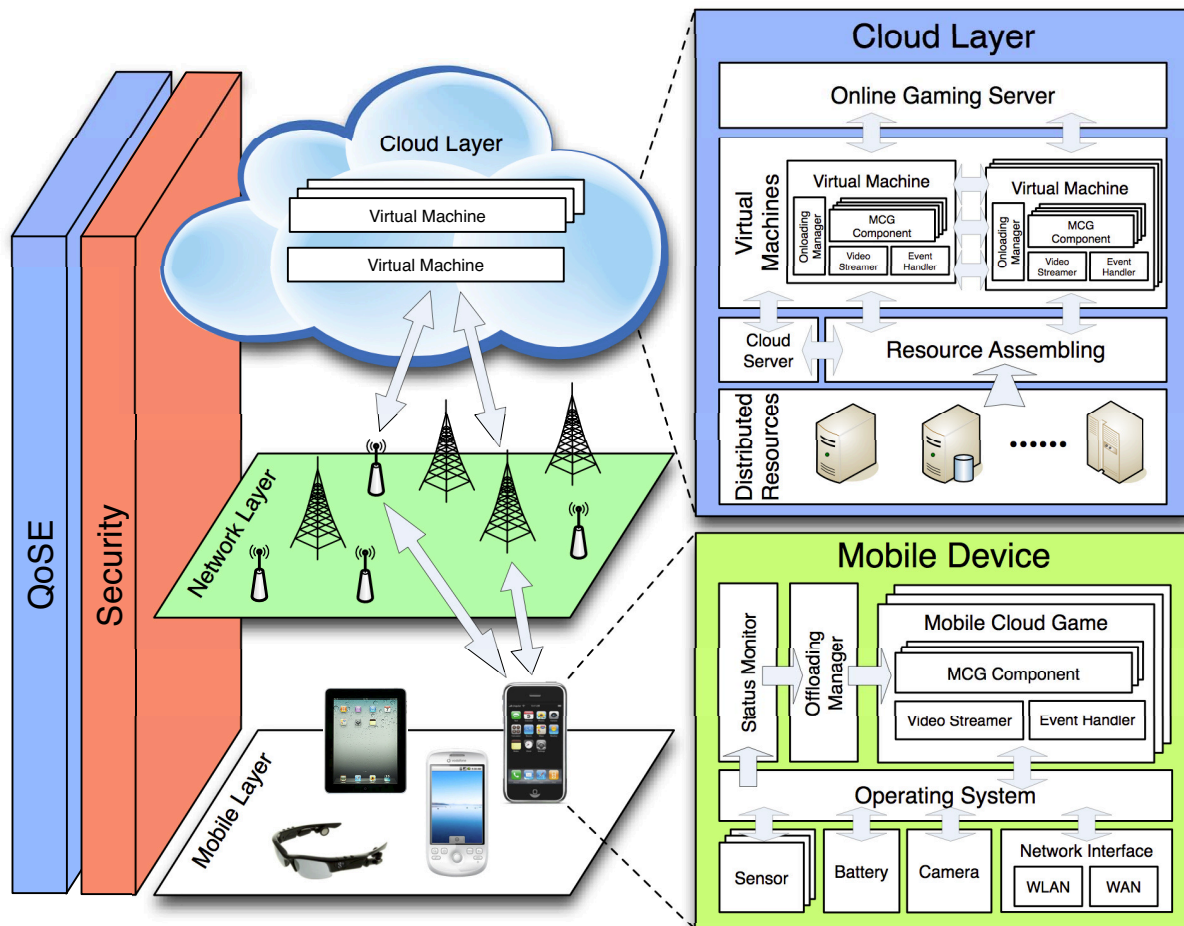 QoSE
Security
Cloud Layer
Virtual Machine
Virtual Machine
Network Layer
Mobile Layer
Cloud Layer
Online Gaming Server
Virtual
Machines
Virtual Machine
Onloading
Manager
MCG
Component
Video
Streamer
Event
Handler
Virtual Machine
Onloading
Manager
MCG
Component
Video
Streamer
Event
Handler
Cloud
Server
Resource Assembling
Distributed
Resources
Mobile Device
Status Monitor
Offloading
Manager
Mobile Cloud Game
MCG Component
Video Streamer
Event Handler
Operating System
Sensor
Battery
Camera
Network Interface
WLAN
WAN